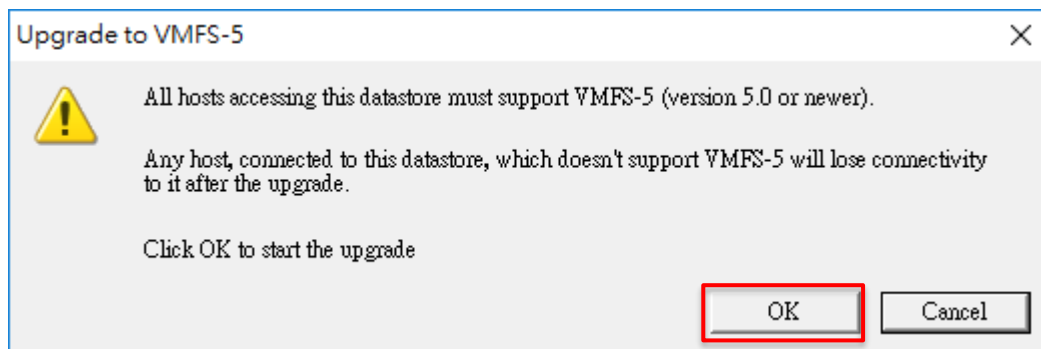 Upgrade to VMFS-5
All hosts accessing this datastore must support VMFS-5 (version 5.0 or newer).
Any host, connected to this datastore, which doesn't support VMFS-5 will lose connectivity
to it after the upgrade.
Click OK to start the upgrade
OK
Cancel